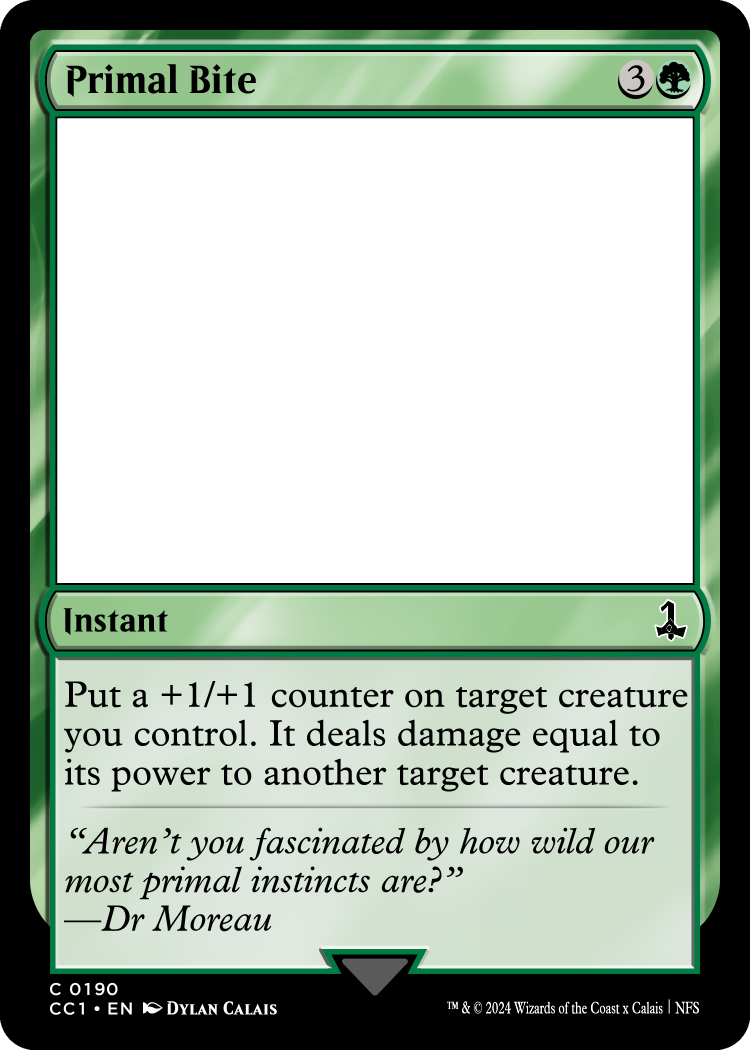 Primal Bite 3
Instant
Put a +1/+1 counter on target creature
you control. It deals damage equal to
its power to another target creature.
“Aren’t you fascinated by how wild our
most primal instincts are?”
—Dr Moreau
C 0190
CC1 • EN Dylan Calais
™ & © 2024 Wizards of the Coast x Calais | NFS